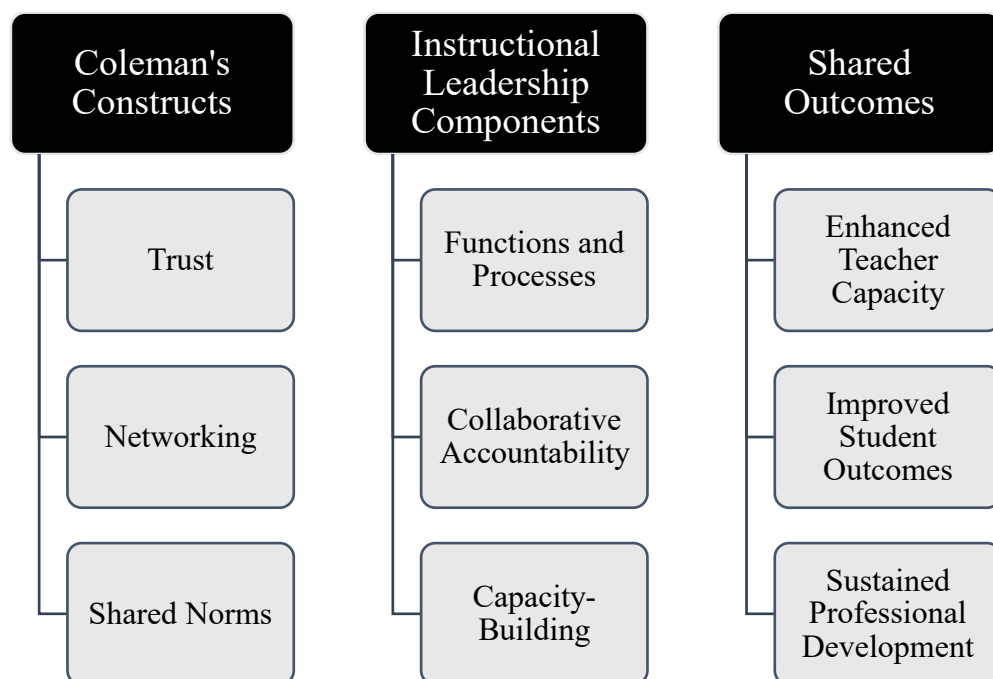 Coleman's
Constructs
Trust
Networking
Shared Norms
Instructional
Leadership
Components
Functions and
Processes
Collaborative
Accountability
Capacity-
Building
Shared
Outcomes
Enhanced
Teacher
Capacity
Improved
Student
Outcomes
Sustained
Professional
Development